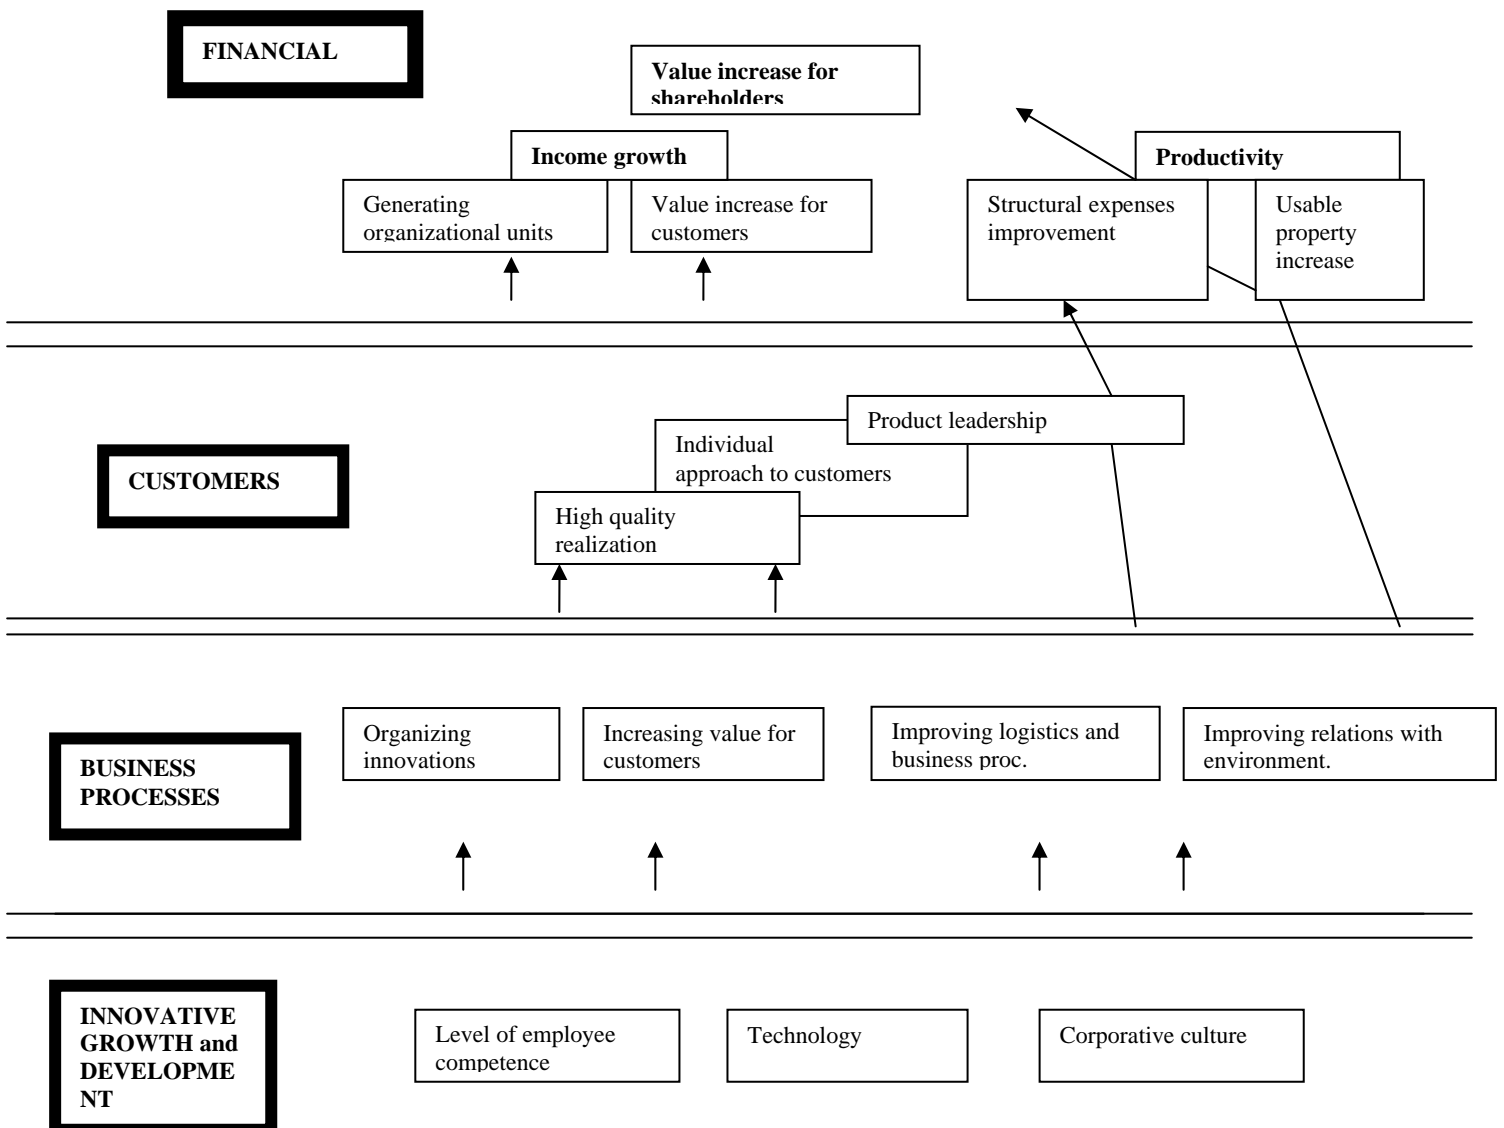 FINANCIAL
Value increase for
shareholders
Income growth
Productivity
Generating
organizational units
Value increase for
customers
Structural expenses
improvement
Usable
property
increase
Product leadership
Individual
approach to customers
CUSTOMERS
High quality
realization
Organizing
innovations
Increasing value for
customers
Improving logistics and
business proc.
Improving relations with
environment.
BUSINESS
PROCESSES
INNOVATIVE
GROWTH and
DEVELOPME
NT
Level of employee
competence
Technology
Corporative culture